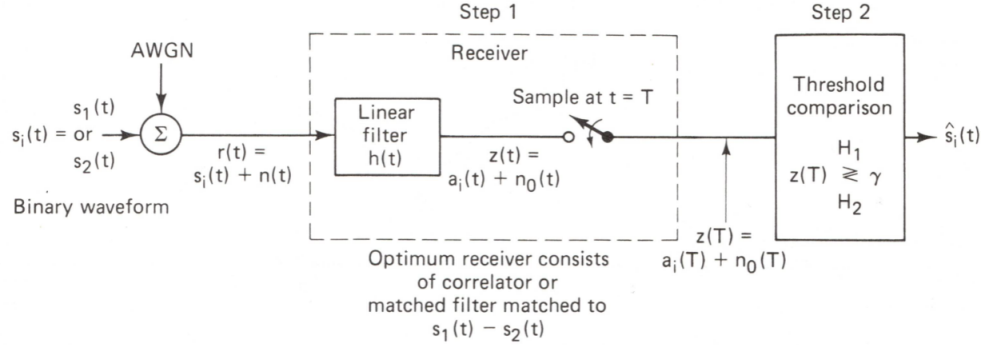 Step 1
Step 2
AWGN
Receiver
s₁(t)
sᵢ(t) = or
s₂(t)
Σ
r(t) =
sᵢ(t) + n(t)
Binary waveform
Linear
filter
h(t)
z(t) =
aᵢ(t) + n₀(t)
Sample at t = T
z(T) =
aᵢ(T) + n₀(T)
Threshold
comparison
H₁
z(T) ≷ γ
H₂
ŝᵢ(t)
Optimum receiver consists
of correlator or
matched filter matched to
s₁(t) − s₂(t)